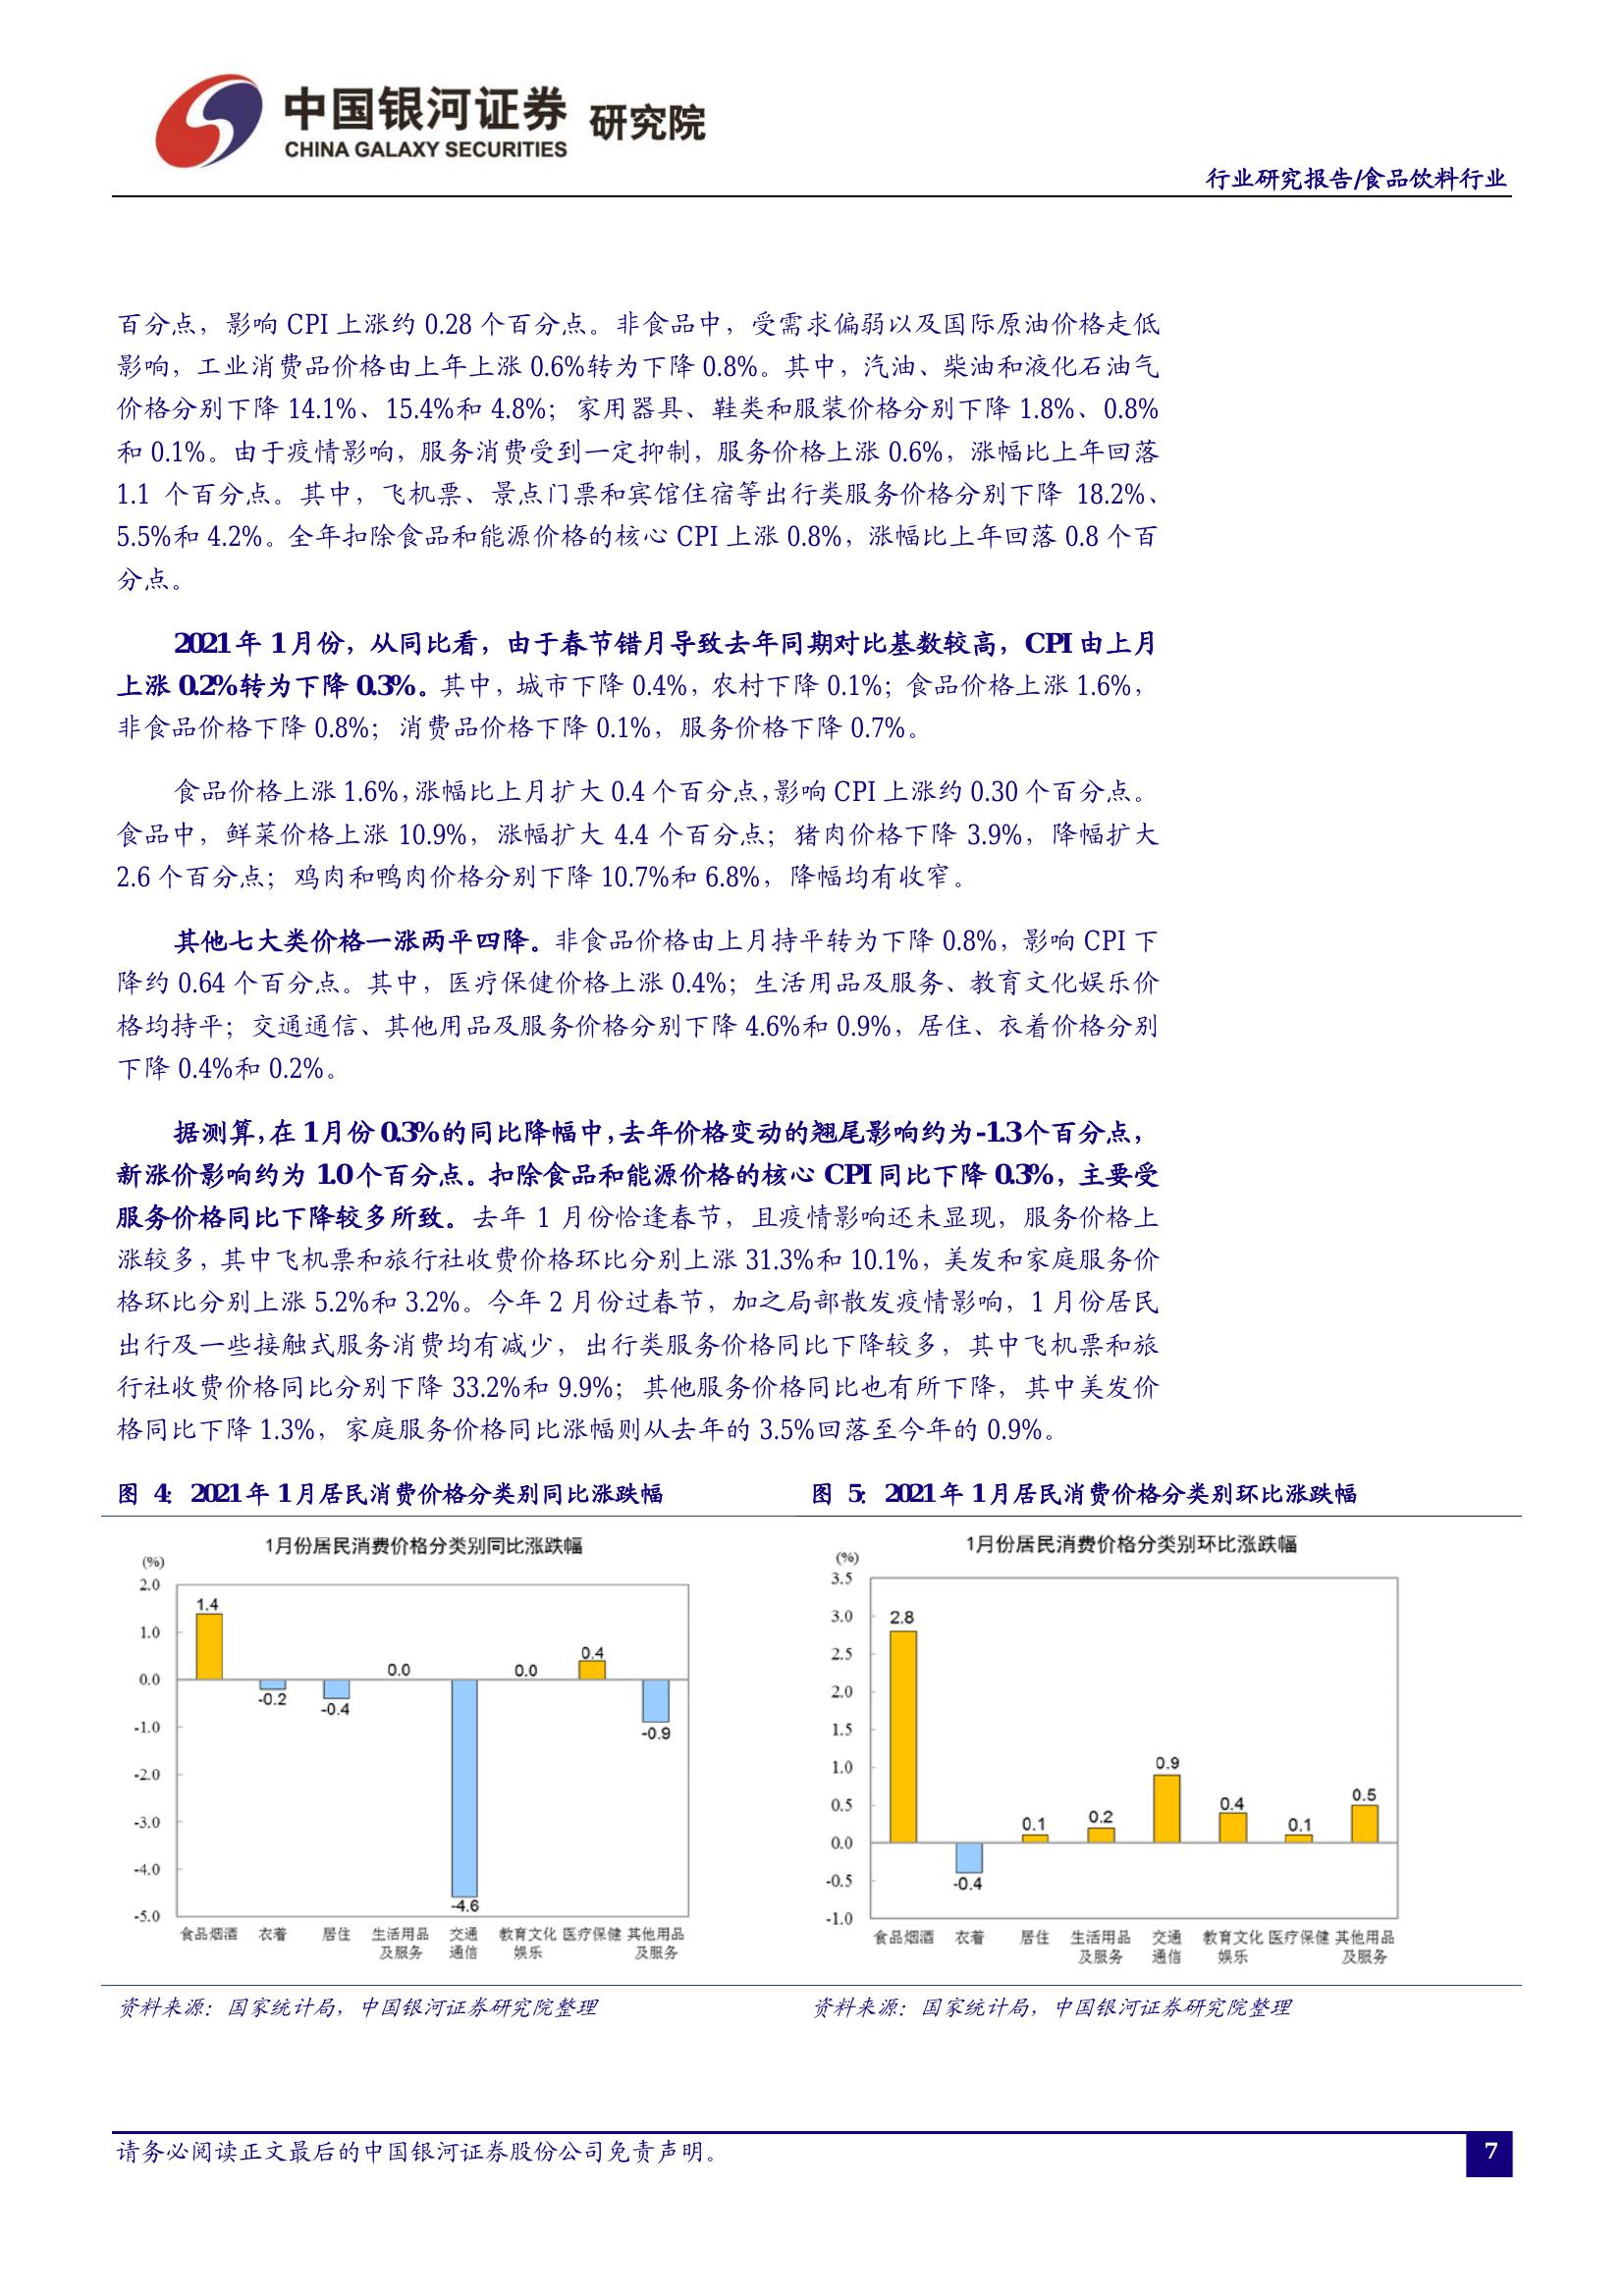 中国银河证券 研究院
CHINA GALAXY SECURITIES
行业研究报告/食品饮料行业
百分点，影响 CPI 上涨约 0.28 个百分点。非食品中，受需求偏弱以及国际原油价格走低
影响，工业消费品价格由上年上涨 0.6%转为下降 0.8%。其中，汽油、柴油和液化石油气
价格分别下降 14.1%、15.4%和 4.8%；家用器具、鞋类和服装价格分别下降 1.8%、0.8%
和 0.1%。由于疫情影响，服务消费受到一定抑制，服务价格上涨 0.6%，涨幅比上年回落
1.1 个百分点。其中，飞机票、景点门票和宾馆住宿等出行类服务价格分别下降 18.2%、
5.5%和 4.2%。全年扣除食品和能源价格的核心 CPI 上涨 0.8%，涨幅比上年回落 0.8 个百
分点。
2021 年 1 月份，从同比看，由于春节错月导致去年同期对比基数较高，CPI 由上月
上涨 0.2%转为下降 0.3%。其中，城市下降 0.4%，农村下降 0.1%；食品价格上涨 1.6%，
非食品价格下降 0.8%；消费品价格下降 0.1%，服务价格下降 0.7%。
食品价格上涨 1.6%，涨幅比上月扩大 0.4 个百分点，影响 CPI 上涨约 0.30 个百分点。
食品中，鲜菜价格上涨 10.9%，涨幅扩大 4.4 个百分点；猪肉价格下降 3.9%，降幅扩大
2.6 个百分点；鸡肉和鸭肉价格分别下降 10.7%和 6.8%，降幅均有收窄。
其他七大类价格一涨两平四降。非食品价格由上月持平转为下降 0.8%，影响 CPI 下
降约 0.64 个百分点。其中，医疗保健价格上涨 0.4%；生活用品及服务、教育文化娱乐价
格均持平；交通通信、其他用品及服务价格分别下降 4.6%和 0.9%，居住、衣着价格分别
下降 0.4%和 0.2%。
据测算，在 1 月份 0.3%的同比降幅中，去年价格变动的翘尾影响约为-1.3 个百分点，
新涨价影响约为 1.0 个百分点。扣除食品和能源价格的核心 CPI 同比下降 0.3%，主要受
服务价格同比下降较多所致。去年 1 月份恰逢春节，且疫情影响还未显现，服务价格上
涨较多，其中飞机票和旅行社收费价格环比分别上涨 31.3%和 10.1%，美发和家庭服务价
格环比分别上涨 5.2%和 3.2%。今年 2 月份过春节，加之局部散发疫情影响，1 月份居民
出行及一些接触式服务消费均有减少，出行类服务价格同比下降较多，其中飞机票和旅
行社收费价格同比分别下降 33.2%和 9.9%；其他服务价格同比也有所下降，其中美发价
格同比下降 1.3%，家庭服务价格同比涨幅则从去年的 3.5%回落至今年的 0.9%。
图 4： 2021 年 1 月居民消费价格分类别同比涨跌幅
1月份居民消费价格分类别同比涨跌幅
(%)
2.0
1.0
0.0
-1.0
-2.0
-3.0
-4.0
-5.0
1.4
-0.2
-0.4
0.0
-4.6
0.0
0.4
-0.9
食品烟酒 衣着 居住 生活用品 交通 教育文化 医疗保健 其他用品
及服务 通信 娱乐 及服务
资料来源：国家统计局，中国银河证券研究院整理
图 5： 2021 年 1 月居民消费价格分类别环比涨跌幅
1月份居民消费价格分类别环比涨跌幅
(%)
3.5
3.0
2.5
2.0
1.5
1.0
0.5
0.0
-0.5
-1.0
2.8
-0.4
0.1
0.2
0.9
0.4
0.1
0.5
食品烟酒 衣着 居住 生活用品 交通 教育文化 医疗保健 其他用品
及服务 通信 娱乐 及服务
资料来源：国家统计局，中国银河证券研究院整理
请务必阅读正文最后的中国银河证券股份公司免责声明。
7